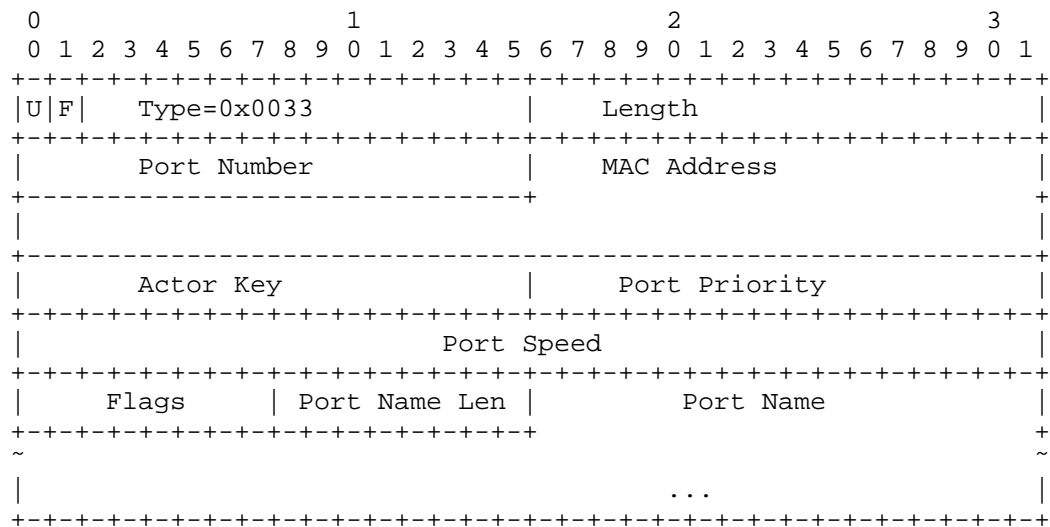 0                   1                   2                   3
 0 1 2 3 4 5 6 7 8 9 0 1 2 3 4 5 6 7 8 9 0 1 2 3 4 5 6 7 8 9 0 1
+-+-+-+-+-+-+-+-+-+-+-+-+-+-+-+-+-+-+-+-+-+-+-+-+-+-+-+-+-+-+-+-+
|U|F|   Type=0x0033             |    Length                     |
+-+-+-+-+-+-+-+-+-+-+-+-+-+-+-+-+-+-+-+-+-+-+-+-+-+-+-+-+-+-+-+-+
|       Port Number             |    MAC Address                |
+-------------------------------+                               +
|                                                               |
+---------------------------------------------------------------+
|       Actor Key               |     Port Priority             |
+-+-+-+-+-+-+-+-+-+-+-+-+-+-+-+-+-+-+-+-+-+-+-+-+-+-+-+-+-+-+-+-+
|                          Port Speed                           |
+-+-+-+-+-+-+-+-+-+-+-+-+-+-+-+-+-+-+-+-+-+-+-+-+-+-+-+-+-+-+-+-+
|     Flags     | Port Name Len |         Port Name             |
+-+-+-+-+-+-+-+-+-+-+-+-+-+-+-+-+                               +
~                                                               ~
|                                        ...                    |
+-+-+-+-+-+-+-+-+-+-+-+-+-+-+-+-+-+-+-+-+-+-+-+-+-+-+-+-+-+-+-+-+